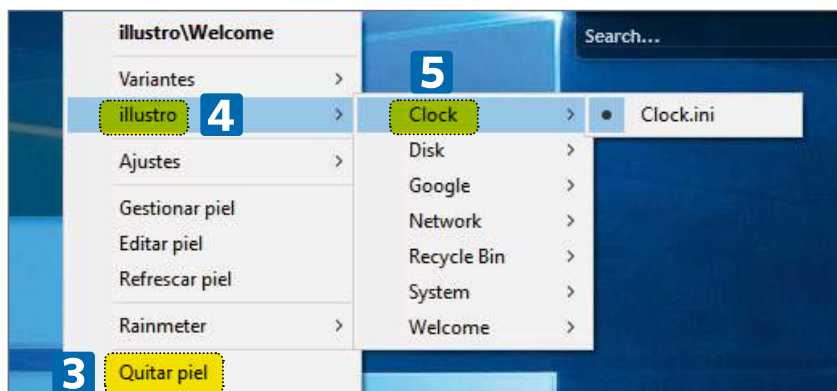 illustro\Welcome
Variantes
illustro
4
Ajustes
Gestionar piel
Editar piel
Refrescar piel
Rainmeter
3
Quitar piel
5
Clock
Disk
Google
Network
Recycle Bin
System
Welcome
Clock.ini
Search...